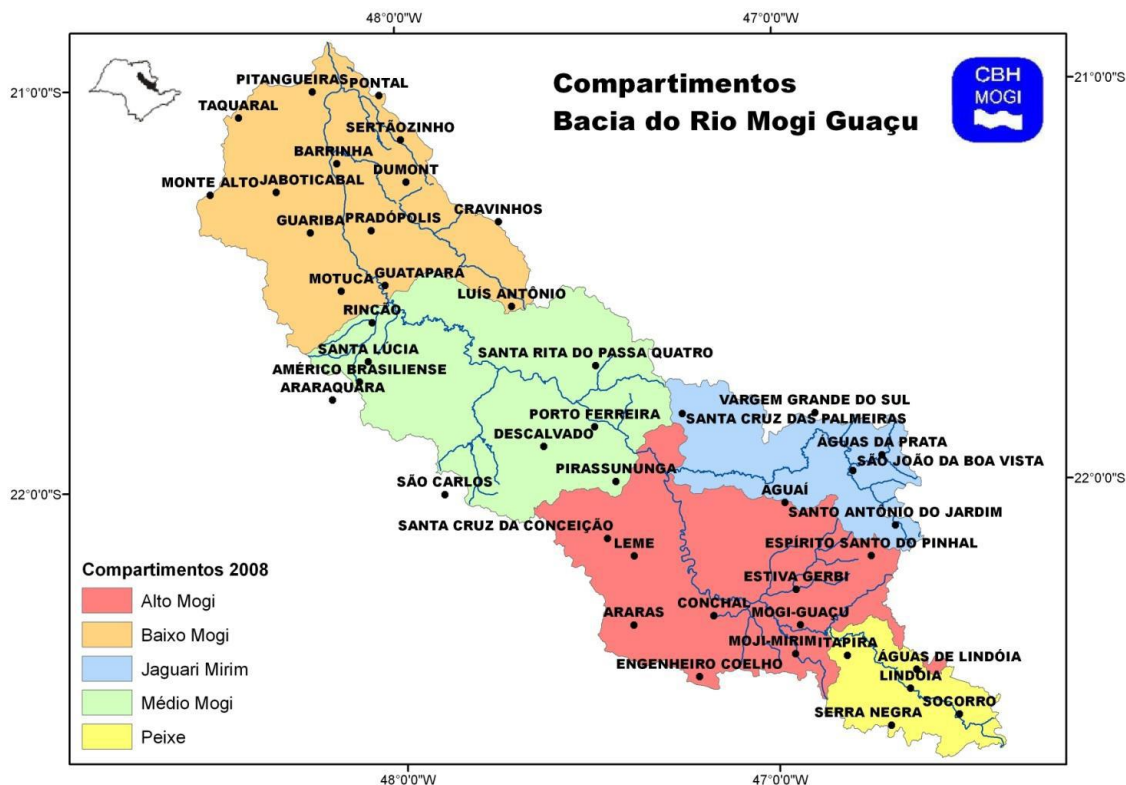 48°0'0"W
47°0'0"W
21°0'0"S
21°0'0"S
Compartimentos
Bacia do Rio Mogi Guaçu
CBH
MOGI
PITANGUEIRAS
PONTAL
TAQUARAL
SERTÃOZINHO
BARRINHA
DUMONT
MONTE ALTO
JABOTICABAL
CRAVINHOS
GUARIBA
PRADÓPOLIS
GUATAPARÁ
MOTUCA
LUÍS ANTÔNIO
RINCÃO
SANTA LÚCIA
SANTA RITA DO PASSA QUATRO
AMÉRICO BRASILIENSE
ARARAQUARA
VARGEM GRANDE DO SUL
PORTO FERREIRA
SANTA CRUZ DAS PALMEIRAS
DESCALVADO
ÁGUAS DA PRATA
SÃO JOÃO DA BOA VISTA
PIRASSUNUNGA
22°0'0"S
SÃO CARLOS
AGUAÍ
22°0'0"S
SANTO ANTÔNIO DO JARDIM
SANTA CRUZ DA CONCEIÇÃO
LEME
ESPÍRITO SANTO DO PINHAL
ESTIVA GERBI
ARARAS
CONCHAL
MOGI-GUAÇU
MOJI-MIRIM
ITAPIRA
ENGENHEIRO COELHO
ÁGUAS DE LINDÓIA
LINDÓIA
SOCORRO
SERRA NEGRA
Compartimentos 2008
Alto Mogi
Baixo Mogi
Jaguari Mirim
Médio Mogi
Peixe
48°0'0"W
47°0'0"W